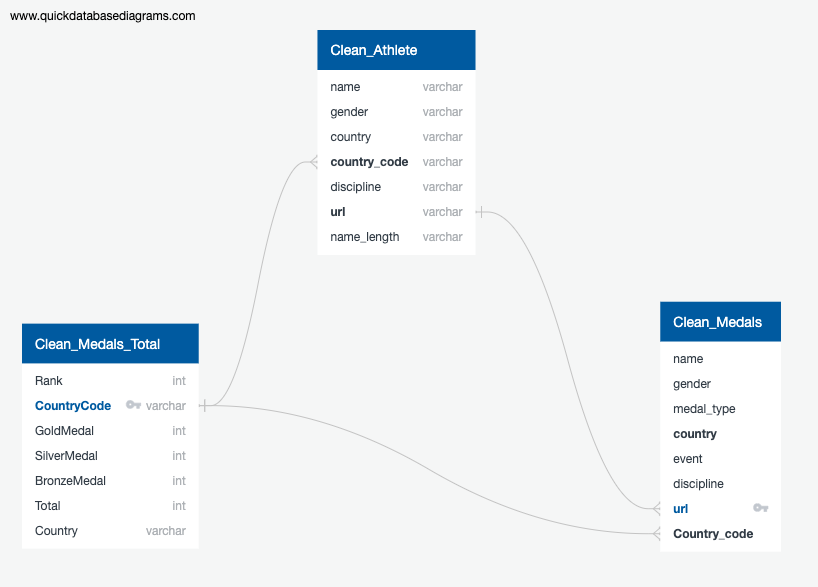 www.quickdatabasediagrams.com
Clean_Athlete
name varchar
gender varchar
country varchar
country_code varchar
discipline varchar
url varchar
name_length varchar
Clean_Medals_Total
Rank int
CountryCode varchar
GoldMedal int
SilverMedal int
BronzeMedal int
Total int
Country varchar
Clean_Medals
name
gender
medal_type
country
event
discipline
url
Country_code